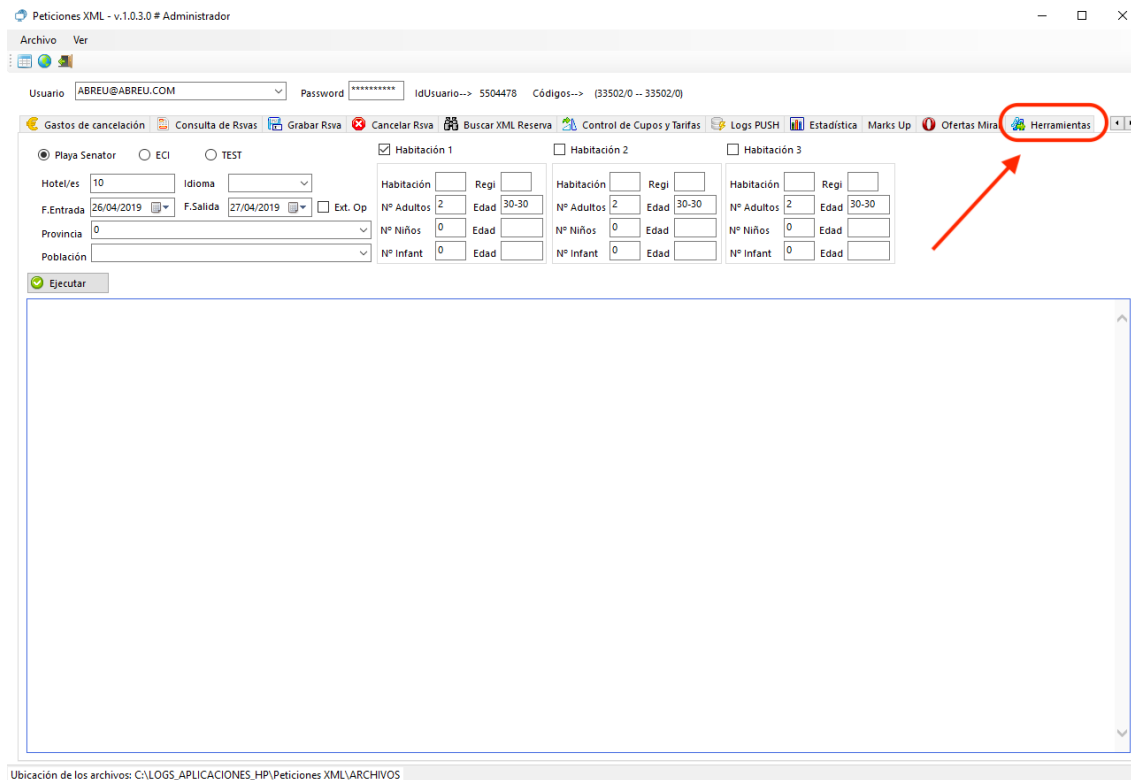 Peticiones XML - v.1.0.3.0 # Administrador
Archivo Ver
Usuario ABREU@ABREU.COM Password ********** IdUsuario--> 5504478 Códigos--> (33502/0 -- 33502/0)
Gastos de cancelación Consulta de Rsvas Grabar Rsva Cancelar Rsva Buscar XML Reserva Control de Cupos y Tarifas Logs PUSH Estadística Marks Up Ofertas Mirai Herramientas
Playa Senator ECI TEST Habitación 1 Habitación 2 Habitación 3
Hotel/es 10 Idioma Habitación Regi Habitación Regi Habitación Regi
F.Entrada 26/04/2019 F.Salida 27/04/2019 Ext. Op Nº Adultos 2 Edad 30-30 Nº Adultos 2 Edad 30-30 Nº Adultos 2 Edad 30-30
Provincia 0 Nº Niños 0 Edad Nº Niños 0 Edad Nº Niños 0 Edad
Población Nº Infant 0 Edad Nº Infant 0 Edad Nº Infant 0 Edad
Ejecutar
Ubicación de los archivos: C:\LOGS_APLICACIONES_HP\Peticiones XML\ARCHIVOS